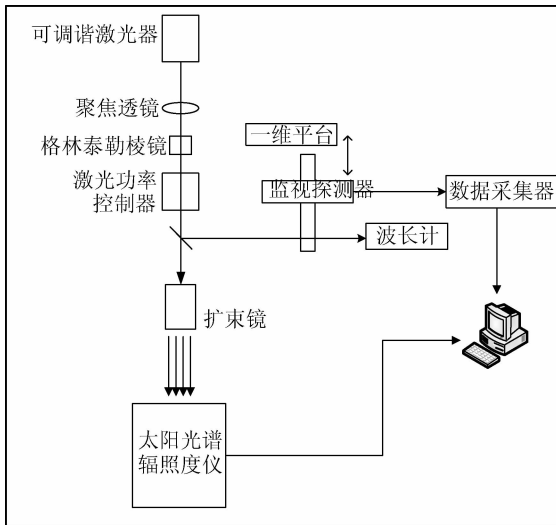 可调谐激光器
聚焦透镜
格林泰勒棱镜
激光功率
控制器
一维平台
监视探测器
数据采集器
波长计
扩束镜
太阳光谱
辐照度仪